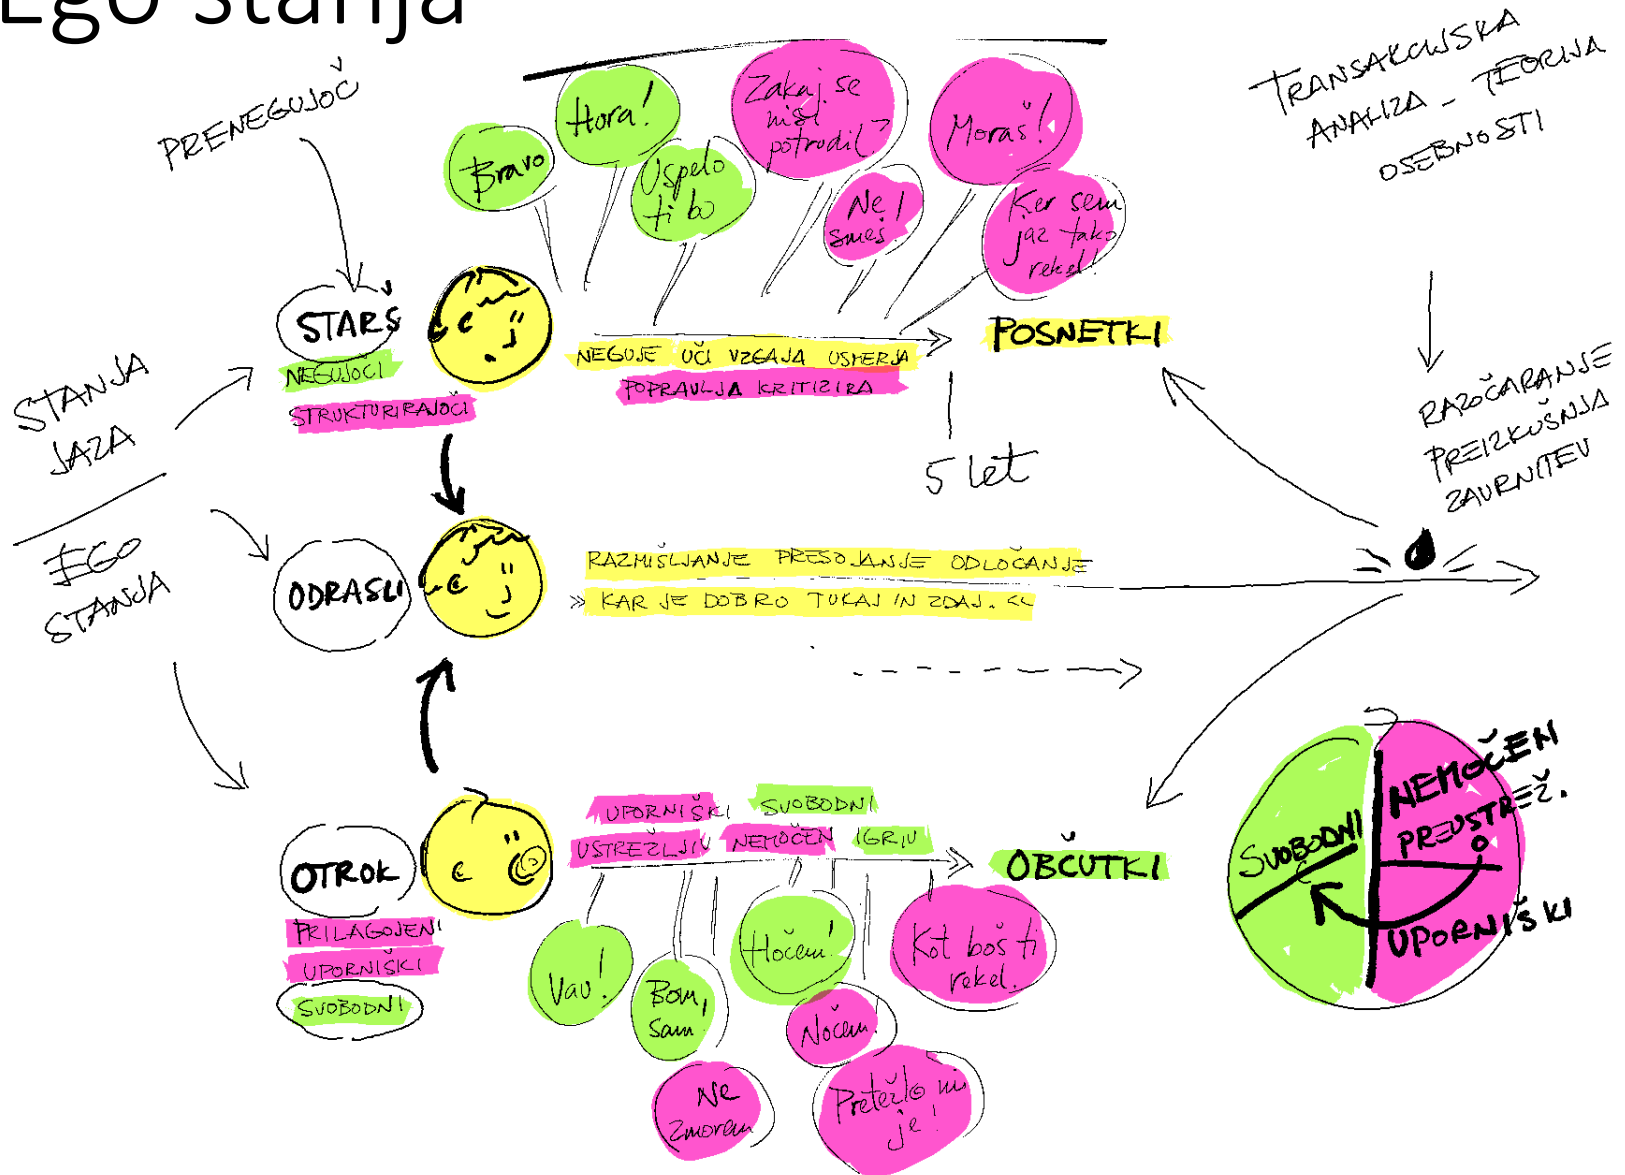 Ego stanja
PRENEGUJOČ
Bravo
Hura!
Uspelo
ti bo
Zakaj se
nisi
potrudil?
Ne
smeš!
Moraš!
Ker sem
jaz tako
rekel!
TRANSAKCIJSKA
ANALIZA - TEORIJA
OSEBNOSTI
STANJA
JAZA
EGO
STANJA
STARŠ
NEGUJOČI
STRUKTURIRAJOČI
NEGUJE UČI VZGAJA USMERJA
POPRAVLJA KRITIZIRA
POSNETKI
5 let
RAZOČARANJE
PREIZKUŠNJA
ZAVRNITEV
ODRASLI
RAZMIŠLJANJE PRESOJANJE ODLOČANJE
» KAR JE DOBRO TUKAJ IN ZDAJ. «
OTROK
PRILAGOJENI
UPORNIŠKI
SVOBODNI
UPORNIŠKI SVOBODNI
USTREŽLJIV NEMOČEN IGRIV
OBČUTKI
Vau!
Bom,
sam!
Ne
zmorem
Hočem!
Nočem!
Pretežko mi
je!
Kot boš ti
rekel.
SVOBODNI
NEMOČEN
PREUSTREŽ.
UPORNIŠKI